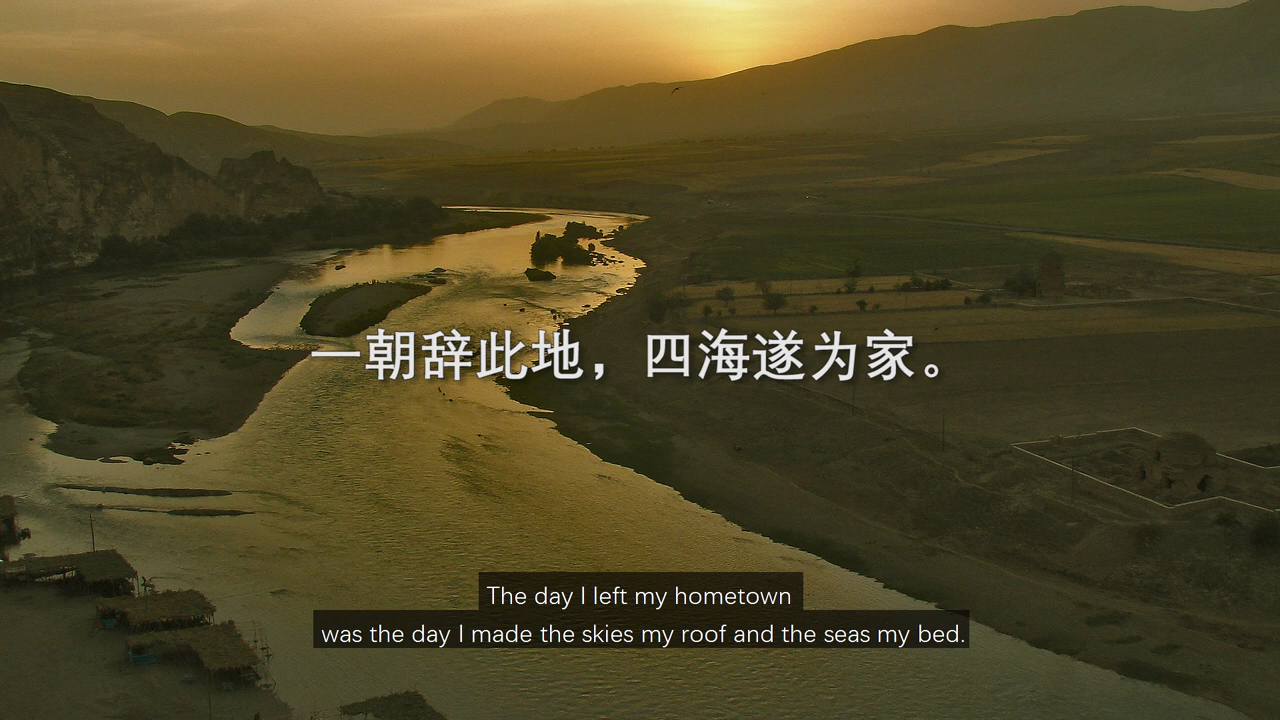 一朝辞此地，四海遂为家。
The day I left my hometown
was the day I made the skies my roof and the seas my bed.